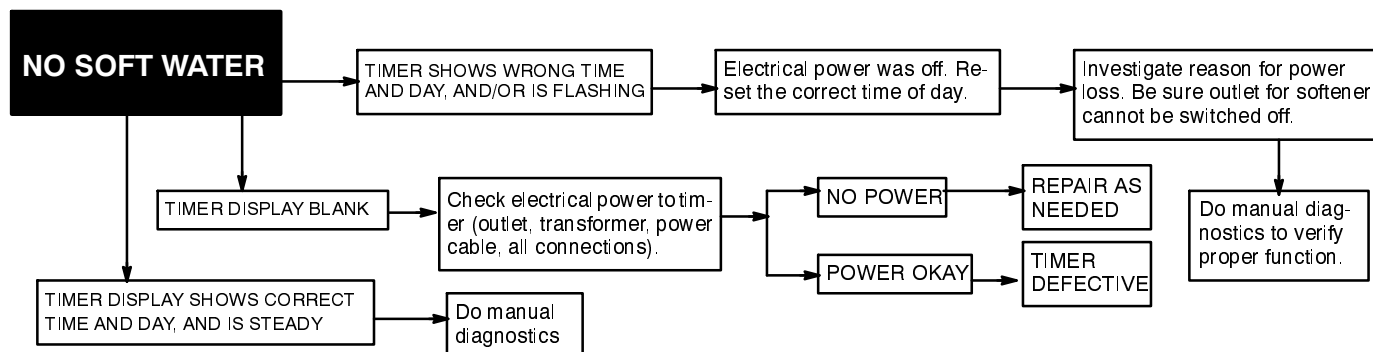 NO SOFT WATER
TIMER SHOWS WRONG TIME
AND DAY, AND/OR IS FLASHING
Electrical power was off. Re-
set the correct time of day.
Investigate reason for power
loss. Be sure outlet for softener
cannot be switched off.
TIMER DISPLAY BLANK
Check electrical power to tim-
er (outlet, transformer, power
cable, all connections).
NO POWER
REPAIR AS
NEEDED
POWER OKAY
TIMER
DEFECTIVE
Do manual diag-
nostics to verify
proper function.
TIMER DISPLAY SHOWS CORRECT
TIME AND DAY, AND IS STEADY
Do manual
diagnostics